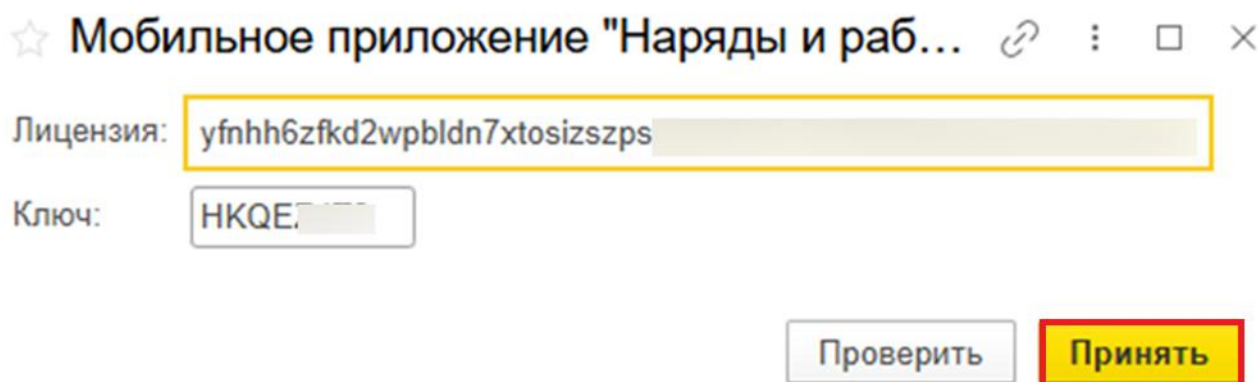 Мобильное приложение "Наряды и раб...
Лицензия: yfnhh6zfkd2wpbldn7xtosizszps
Ключ: HKQE
Проверить Принять